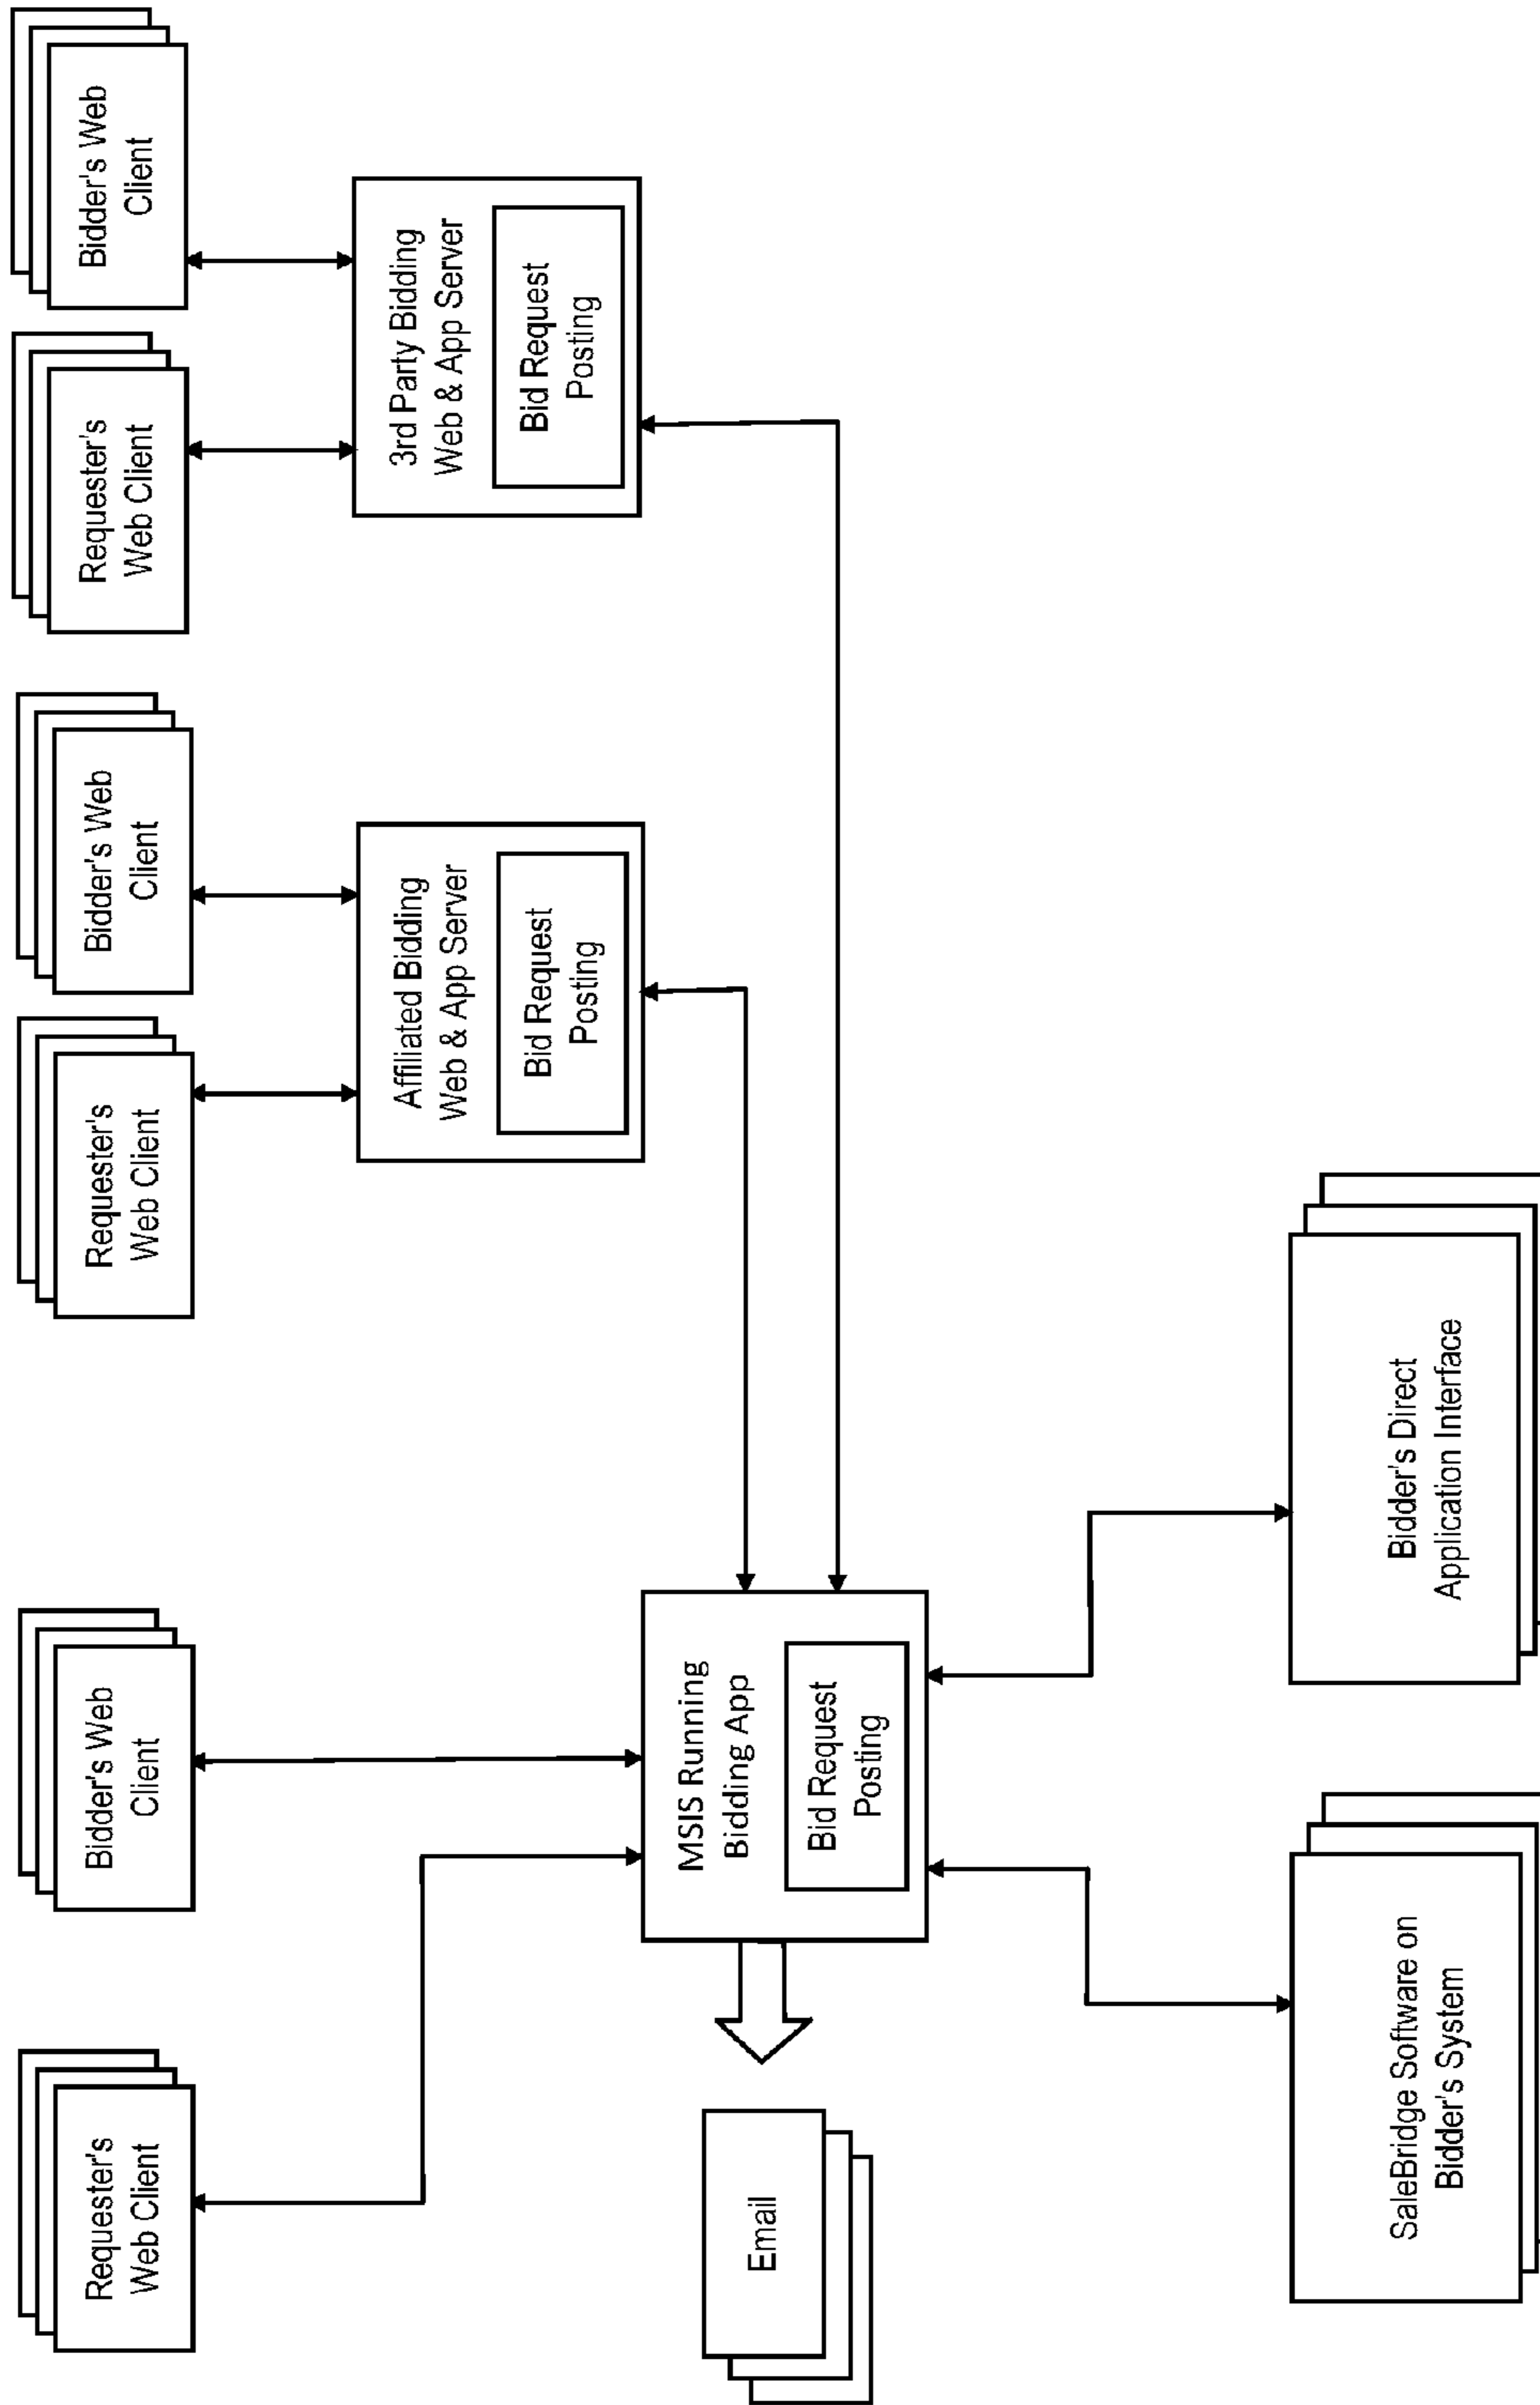 Requester's
Web Client
Bidder's Web
Client
Requester's
Web Client
Bidder's Web
Client
Requester's
Web Client
Bidder's Web
Client
Affiliated Bidding
Web & App Server
Bid Request
Posting
3rd Party Bidding
Web & App Server
Bid Request
Posting
Email
MSIS Running
Bidding App
Bid Request
Posting
SaleBridge Software on
Bidder's System
Bidder's Direct
Application Interface